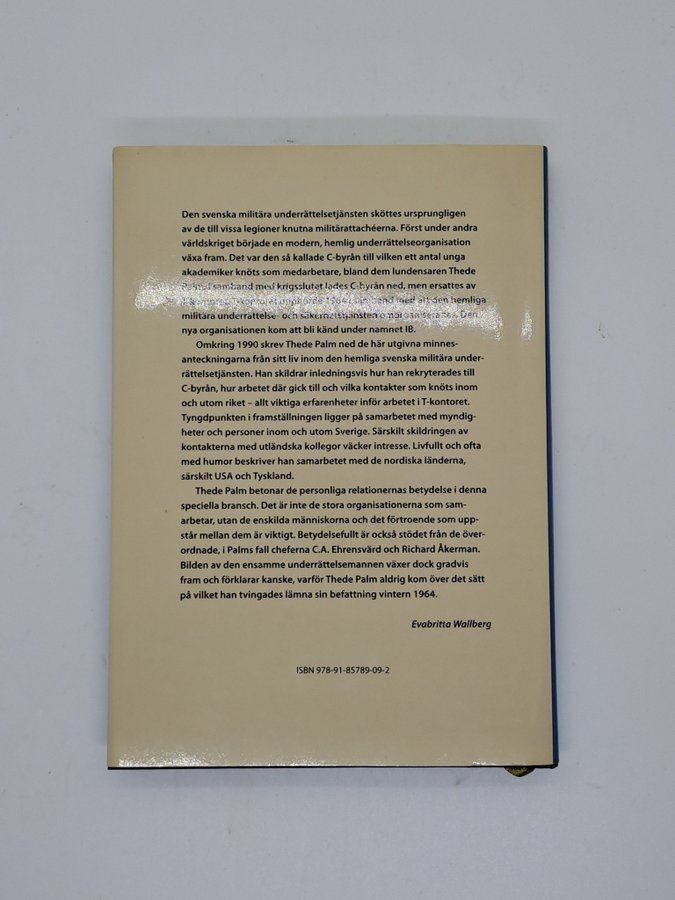 Den svenska militära underrättelsetjänsten sköttes ursprungligen
av de till vissa legioner knutna militärattachéerna. Först under andra
världskriget började en modern, hemlig underrättelseorganisation
växa fram. Det var den så kallade C-byrån till vilken ett antal unga
akademiker knöts som medarbetare, bland dem lundensaren Thede
Palm. I samband med krigsslutet lades C-byrån ned, men ersattes av
T-kontoret. T-kontoret upphörde 1964 i samband med att den hemliga
militära underrättelse- och säkerhetstjänsten omorganiserades. Den
nya organisationen kom att bli känd under namnet IB.
Omkring 1990 skrev Thede Palm ned de här utgivna minnes-
anteckningarna från sitt liv inom den hemliga svenska militära under-
rättelsetjänsten. Han skildrar inledningsvis hur han rekryterades till
C-byrån, hur arbetet där gick till och vilka kontakter som knöts inom
och utom riket – allt viktiga erfarenheter inför arbetet i T-kontoret.
Tyngdpunkten i framställningen ligger på samarbetet med myndig-
heter och personer inom och utom Sverige. Särskilt skildringen av
kontakterna med utländska kollegor väcker intresse. Livfullt och ofta
med humor beskriver han samarbetet med de nordiska länderna,
särskilt USA och Tyskland.
Thede Palm betonar de personliga relationernas betydelse i denna
speciella bransch. Det är inte de stora organisationerna som sam-
arbetar, utan de enskilda människorna och det förtroende som upp-
står mellan dem är viktigt. Betydelsefullt är också stödet från de över-
ordnade, i Palms fall cheferna C.A. Ehrensvärd och Richard Åkerman.
Bilden av den ensamme underrättelsemannen växer dock gradvis
fram och förklarar kanske, varför Thede Palm aldrig kom över det sätt
på vilket han tvingades lämna sin befattning vintern 1964.
Evabritta Wallberg
ISBN 978-91-85789-09-2